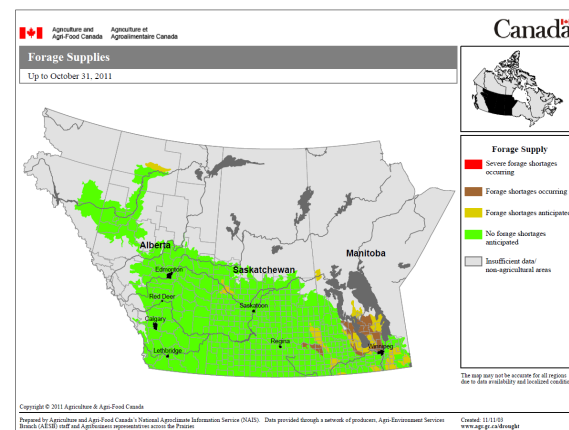 Agriculture and
Agri-Food Canada
Agriculture et
Agroalimentaire Canada
Canada
Forage Supplies
Up to October 31, 2011
Forage Supply
Severe forage shortages
occurring
Forage shortages occurring
Forage shortages anticipated
No forage shortages
anticipated
Insufficient data/
non-agricultural areas
Alberta
Manitoba
Edmonton
Saskatchewan
Red Deer
Saskatoon
Calgary
Regina
Winnipeg
Lethbridge
The map may not be accurate for all regions
due to data availability and localized conditio
Copyright © 2011 Agriculture & Agri-Food Canada
Prepared by Agriculture and Agri-Food Canada's National Agroclimate Information Service (NAIS). Data provided through a network of producers, Agri-Environment Services
Branch (AESB) staff and Agribusiness representatives across the Prairies.
Created: 11/11/03
www.agr.gc.ca/drought